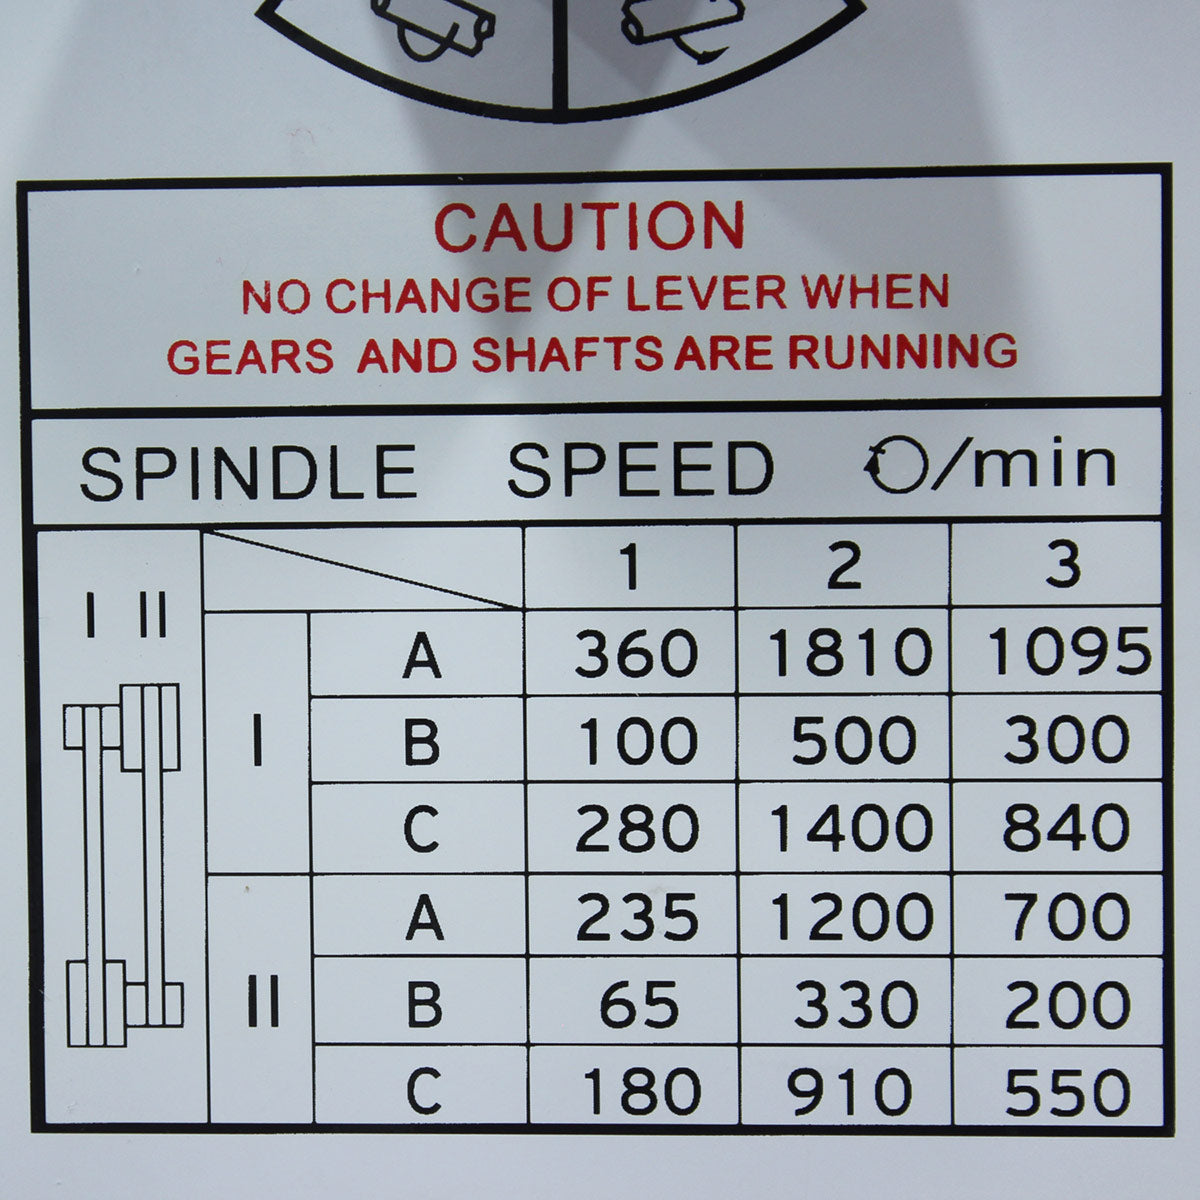 CAUTION
NO CHANGE OF LEVER WHEN
GEARS AND SHAFTS ARE RUNNING
SPINDLE SPEED /min
1 2 3
I II
I
A 360 1810 1095
B 100 500 300
C 280 1400 840
II
A 235 1200 700
B 65 330 200
C 180 910 550